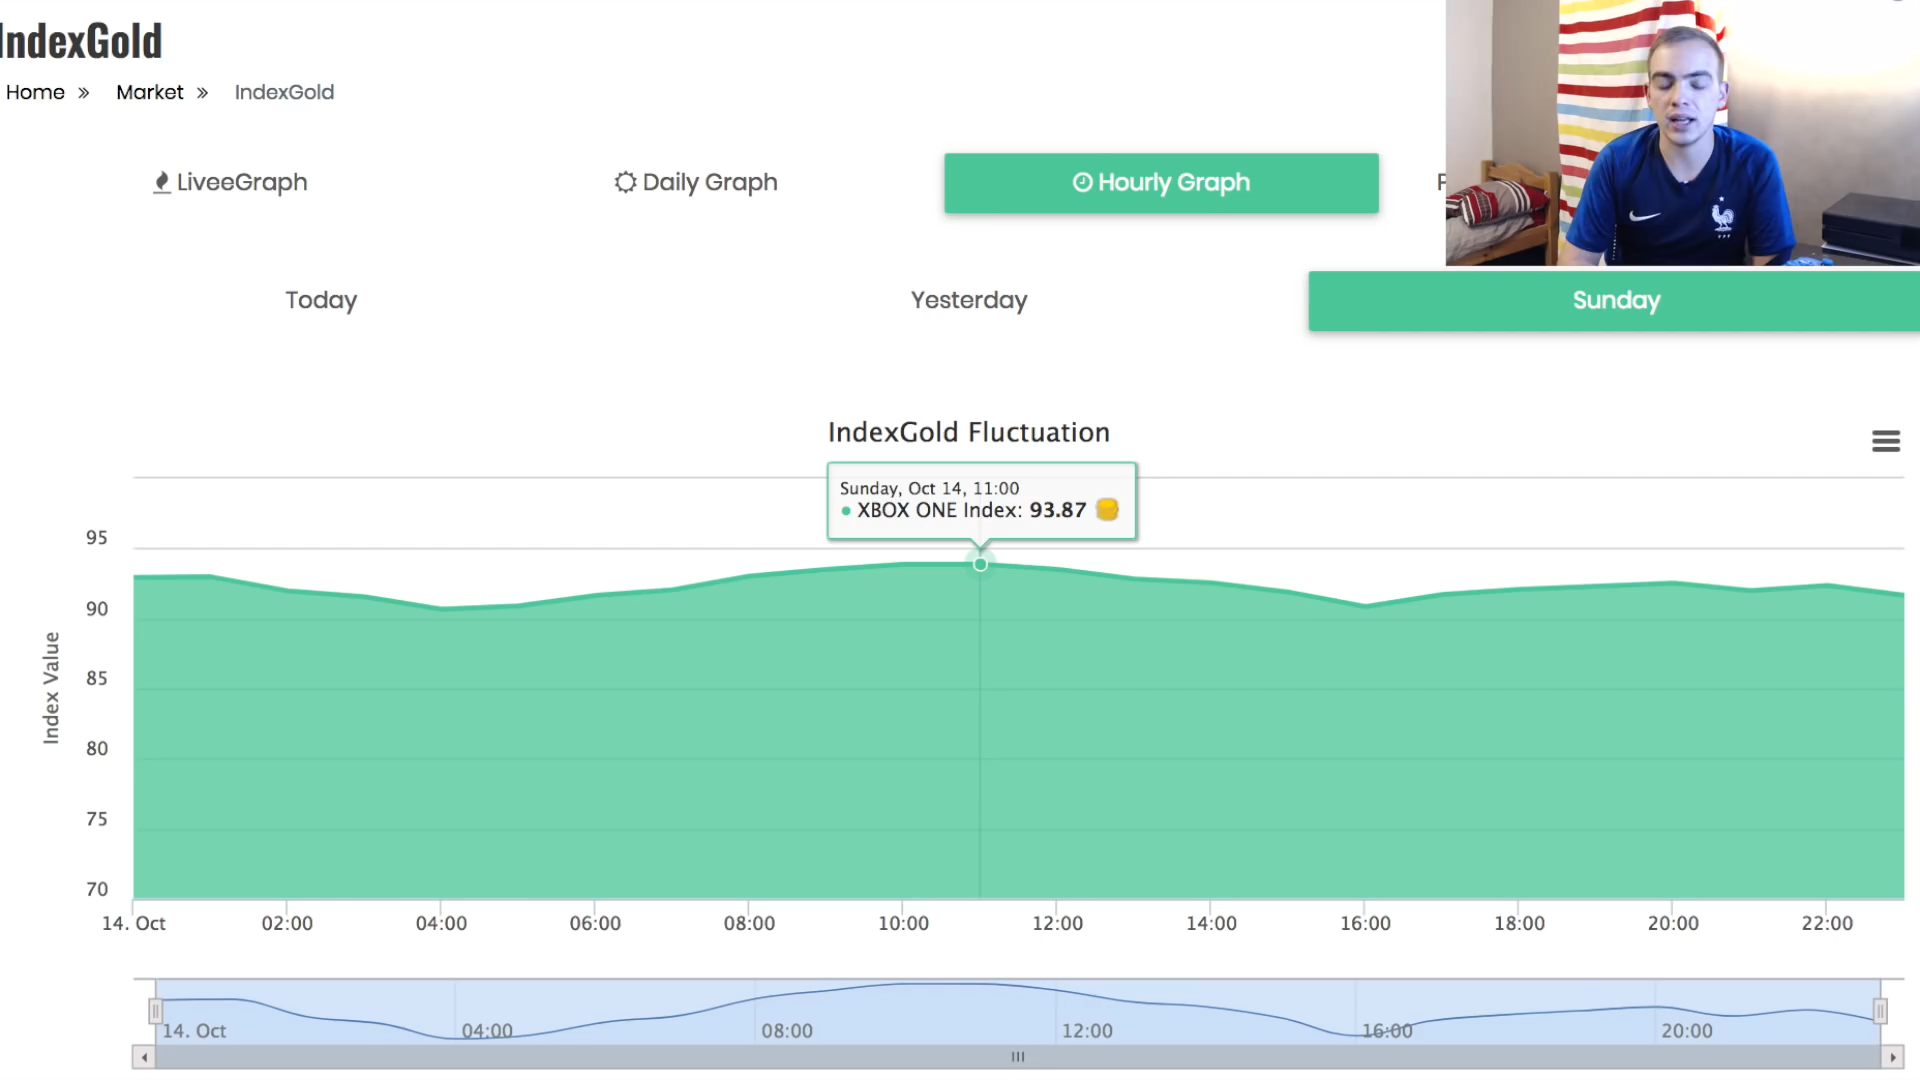 IndexGold
Home » Market » IndexGold
LiveeGraph
Daily Graph
Hourly Graph
Today
Yesterday
Sunday
IndexGold Fluctuation
Sunday, Oct 14, 11:00
XBOX ONE Index: 93.87
95
90
85
80
75
70
Index Value
14. Oct
02:00
04:00
06:00
08:00
10:00
12:00
14:00
16:00
18:00
20:00
22:00
14. Oct
04:00
08:00
12:00
16:00
20:00